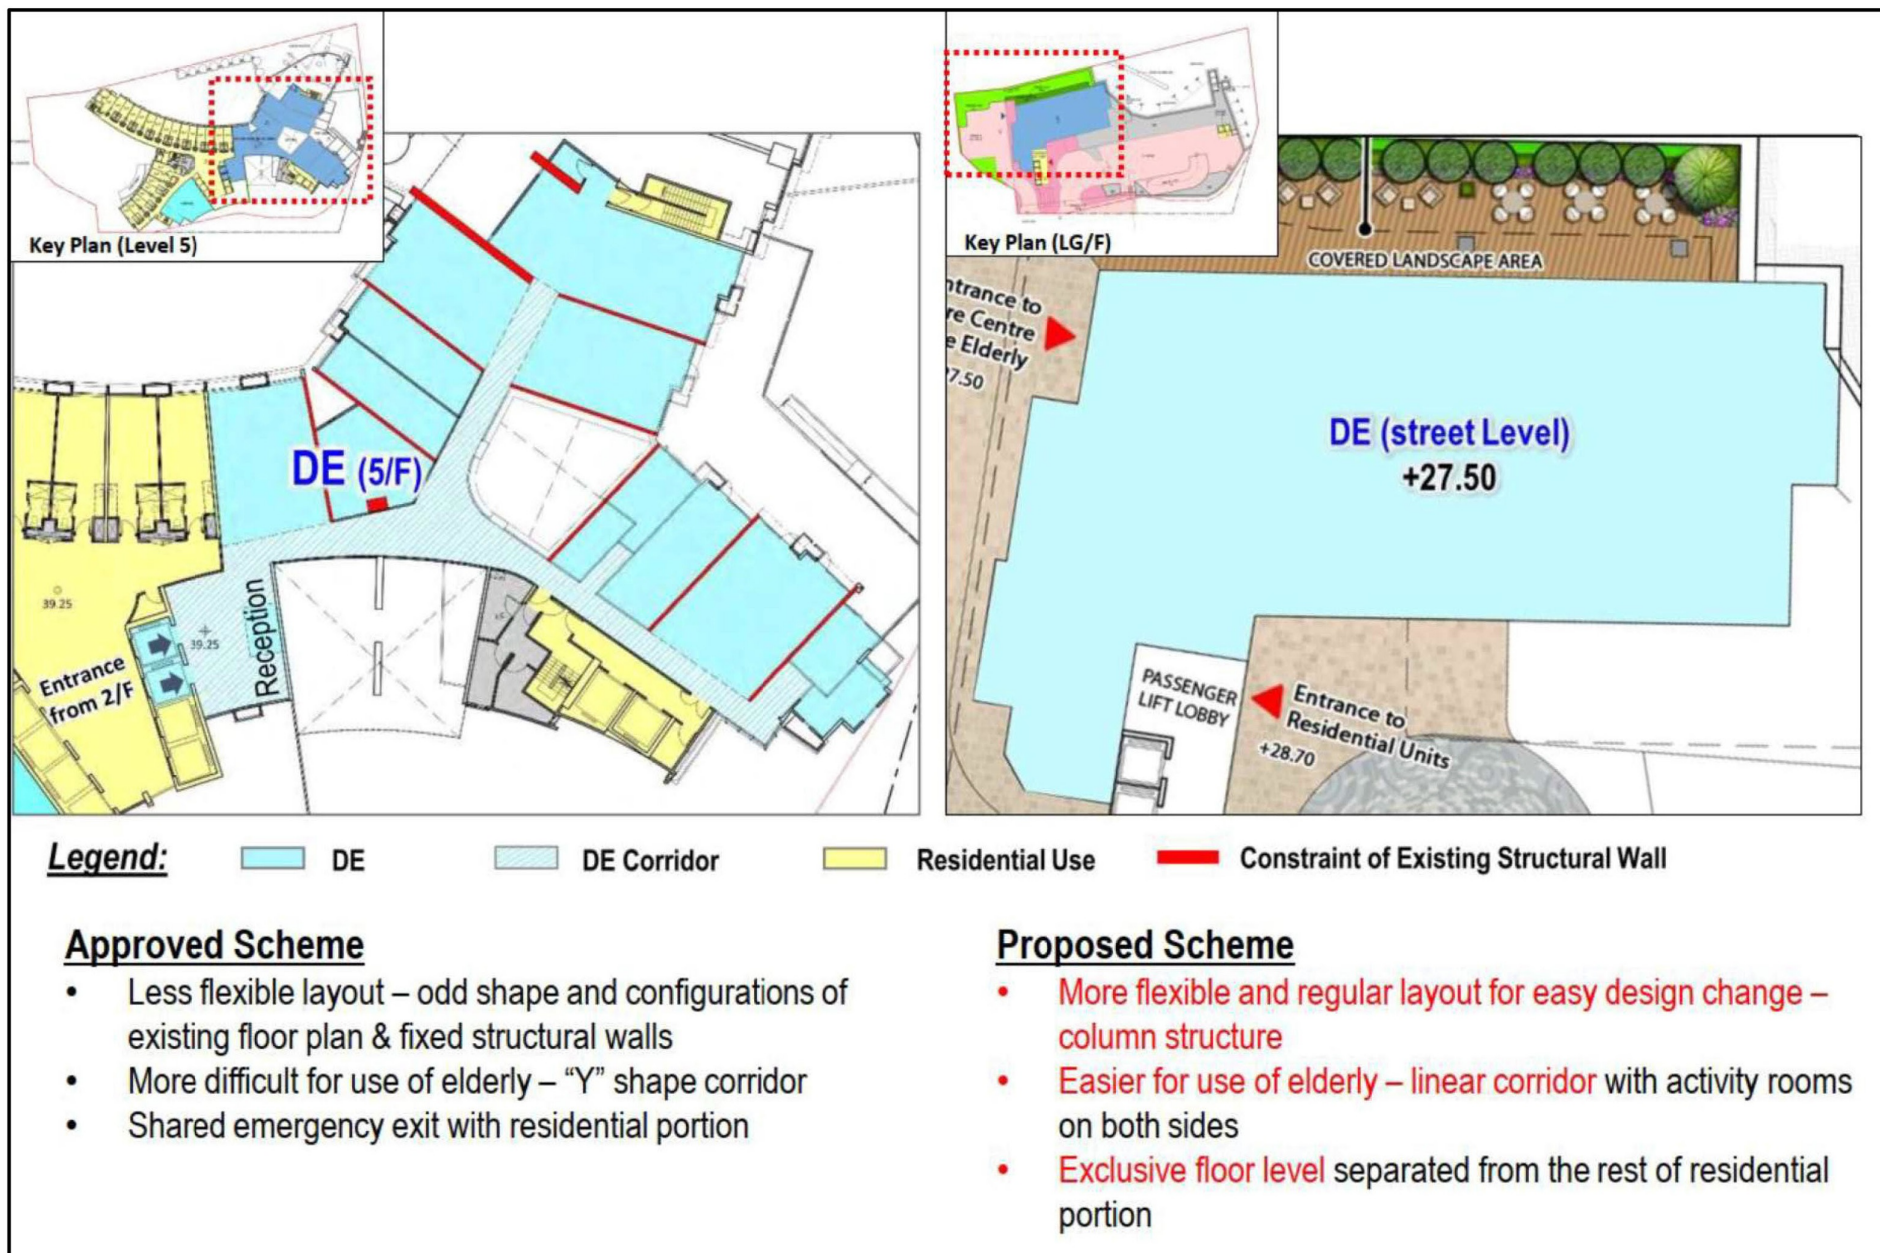 Key Plan (Level 5)
DE (5/F)
39.25
39.25
Reception
Entrance
from 2/F
Key Plan (LG/F)
COVERED LANDSCAPE AREA
ntrance to
re Centre
e Elderly
27.50
DE (street Level)
+27.50
PASSENGER
LIFT LOBBY
Entrance to
Residential Units
+28.70
Legend:
DE
DE Corridor
Residential Use
Constraint of Existing Structural Wall
Approved Scheme
• Less flexible layout – odd shape and configurations of
existing floor plan & fixed structural walls
• More difficult for use of elderly – “Y” shape corridor
• Shared emergency exit with residential portion
Proposed Scheme
• More flexible and regular layout for easy design change –
column structure
• Easier for use of elderly – linear corridor with activity rooms
on both sides
• Exclusive floor level separated from the rest of residential
portion